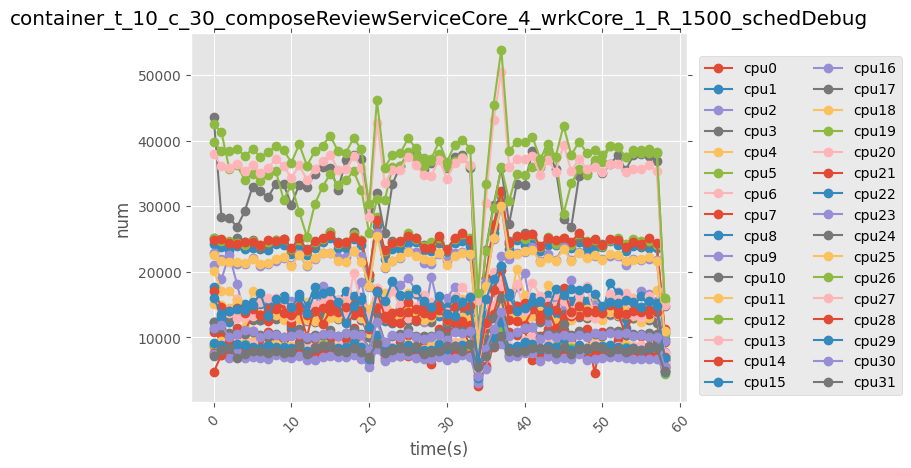 container_t_10_c_30_composeReviewServiceCore_4_wrkCore_1_R_1500_schedDebug
50000
40000
30000
20000
10000
num
0
10
20
30
40
50
60
time(s)
cpu0
cpu1
cpu2
cpu3
cpu4
cpu5
cpu6
cpu7
cpu8
cpu9
cpu10
cpu11
cpu12
cpu13
cpu14
cpu15
cpu16
cpu17
cpu18
cpu19
cpu20
cpu21
cpu22
cpu23
cpu24
cpu25
cpu26
cpu27
cpu28
cpu29
cpu30
cpu31